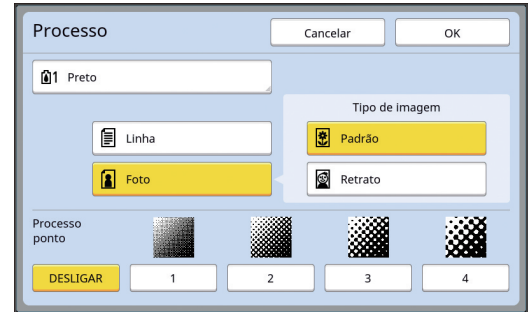 Processo
Cancelar
OK
1 Preto
Tipo de imagem
Linha
Padrão
Foto
Retrato
Processo
ponto
DESLIGAR
1
2
3
4